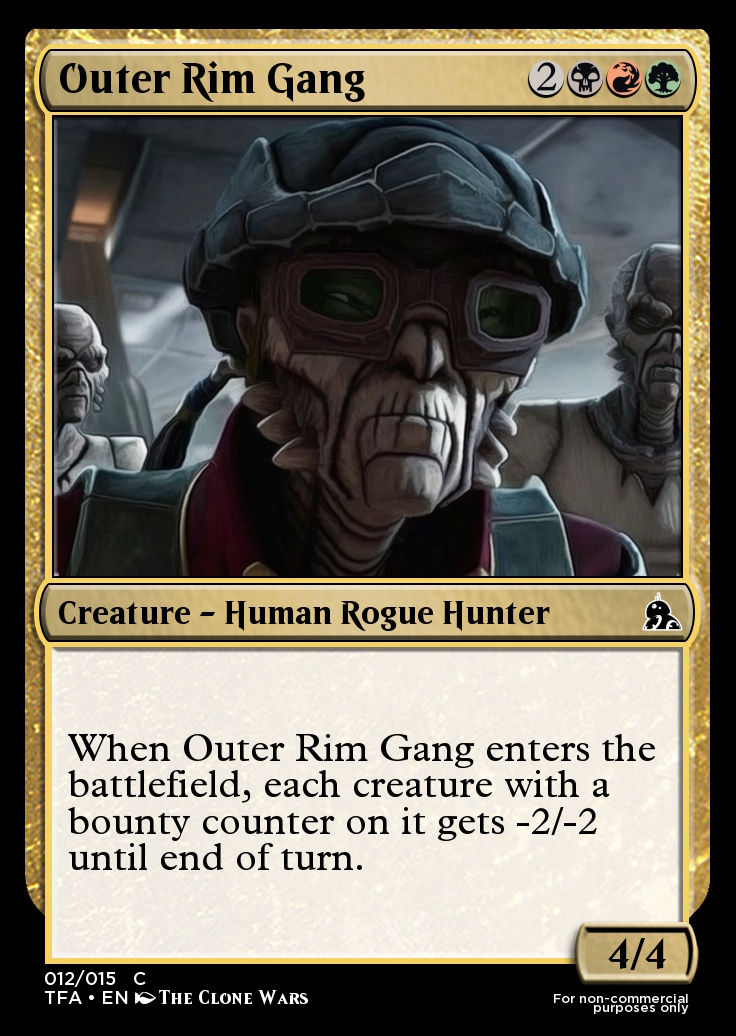 Outer Rim Gang 2
Creature – Human Rogue Hunter
When Outer Rim Gang enters the
battlefield, each creature with a
bounty counter on it gets -2/-2
until end of turn.
4/4
012/015 C
TFA • EN The Clone Wars
For non-commercial
purposes only